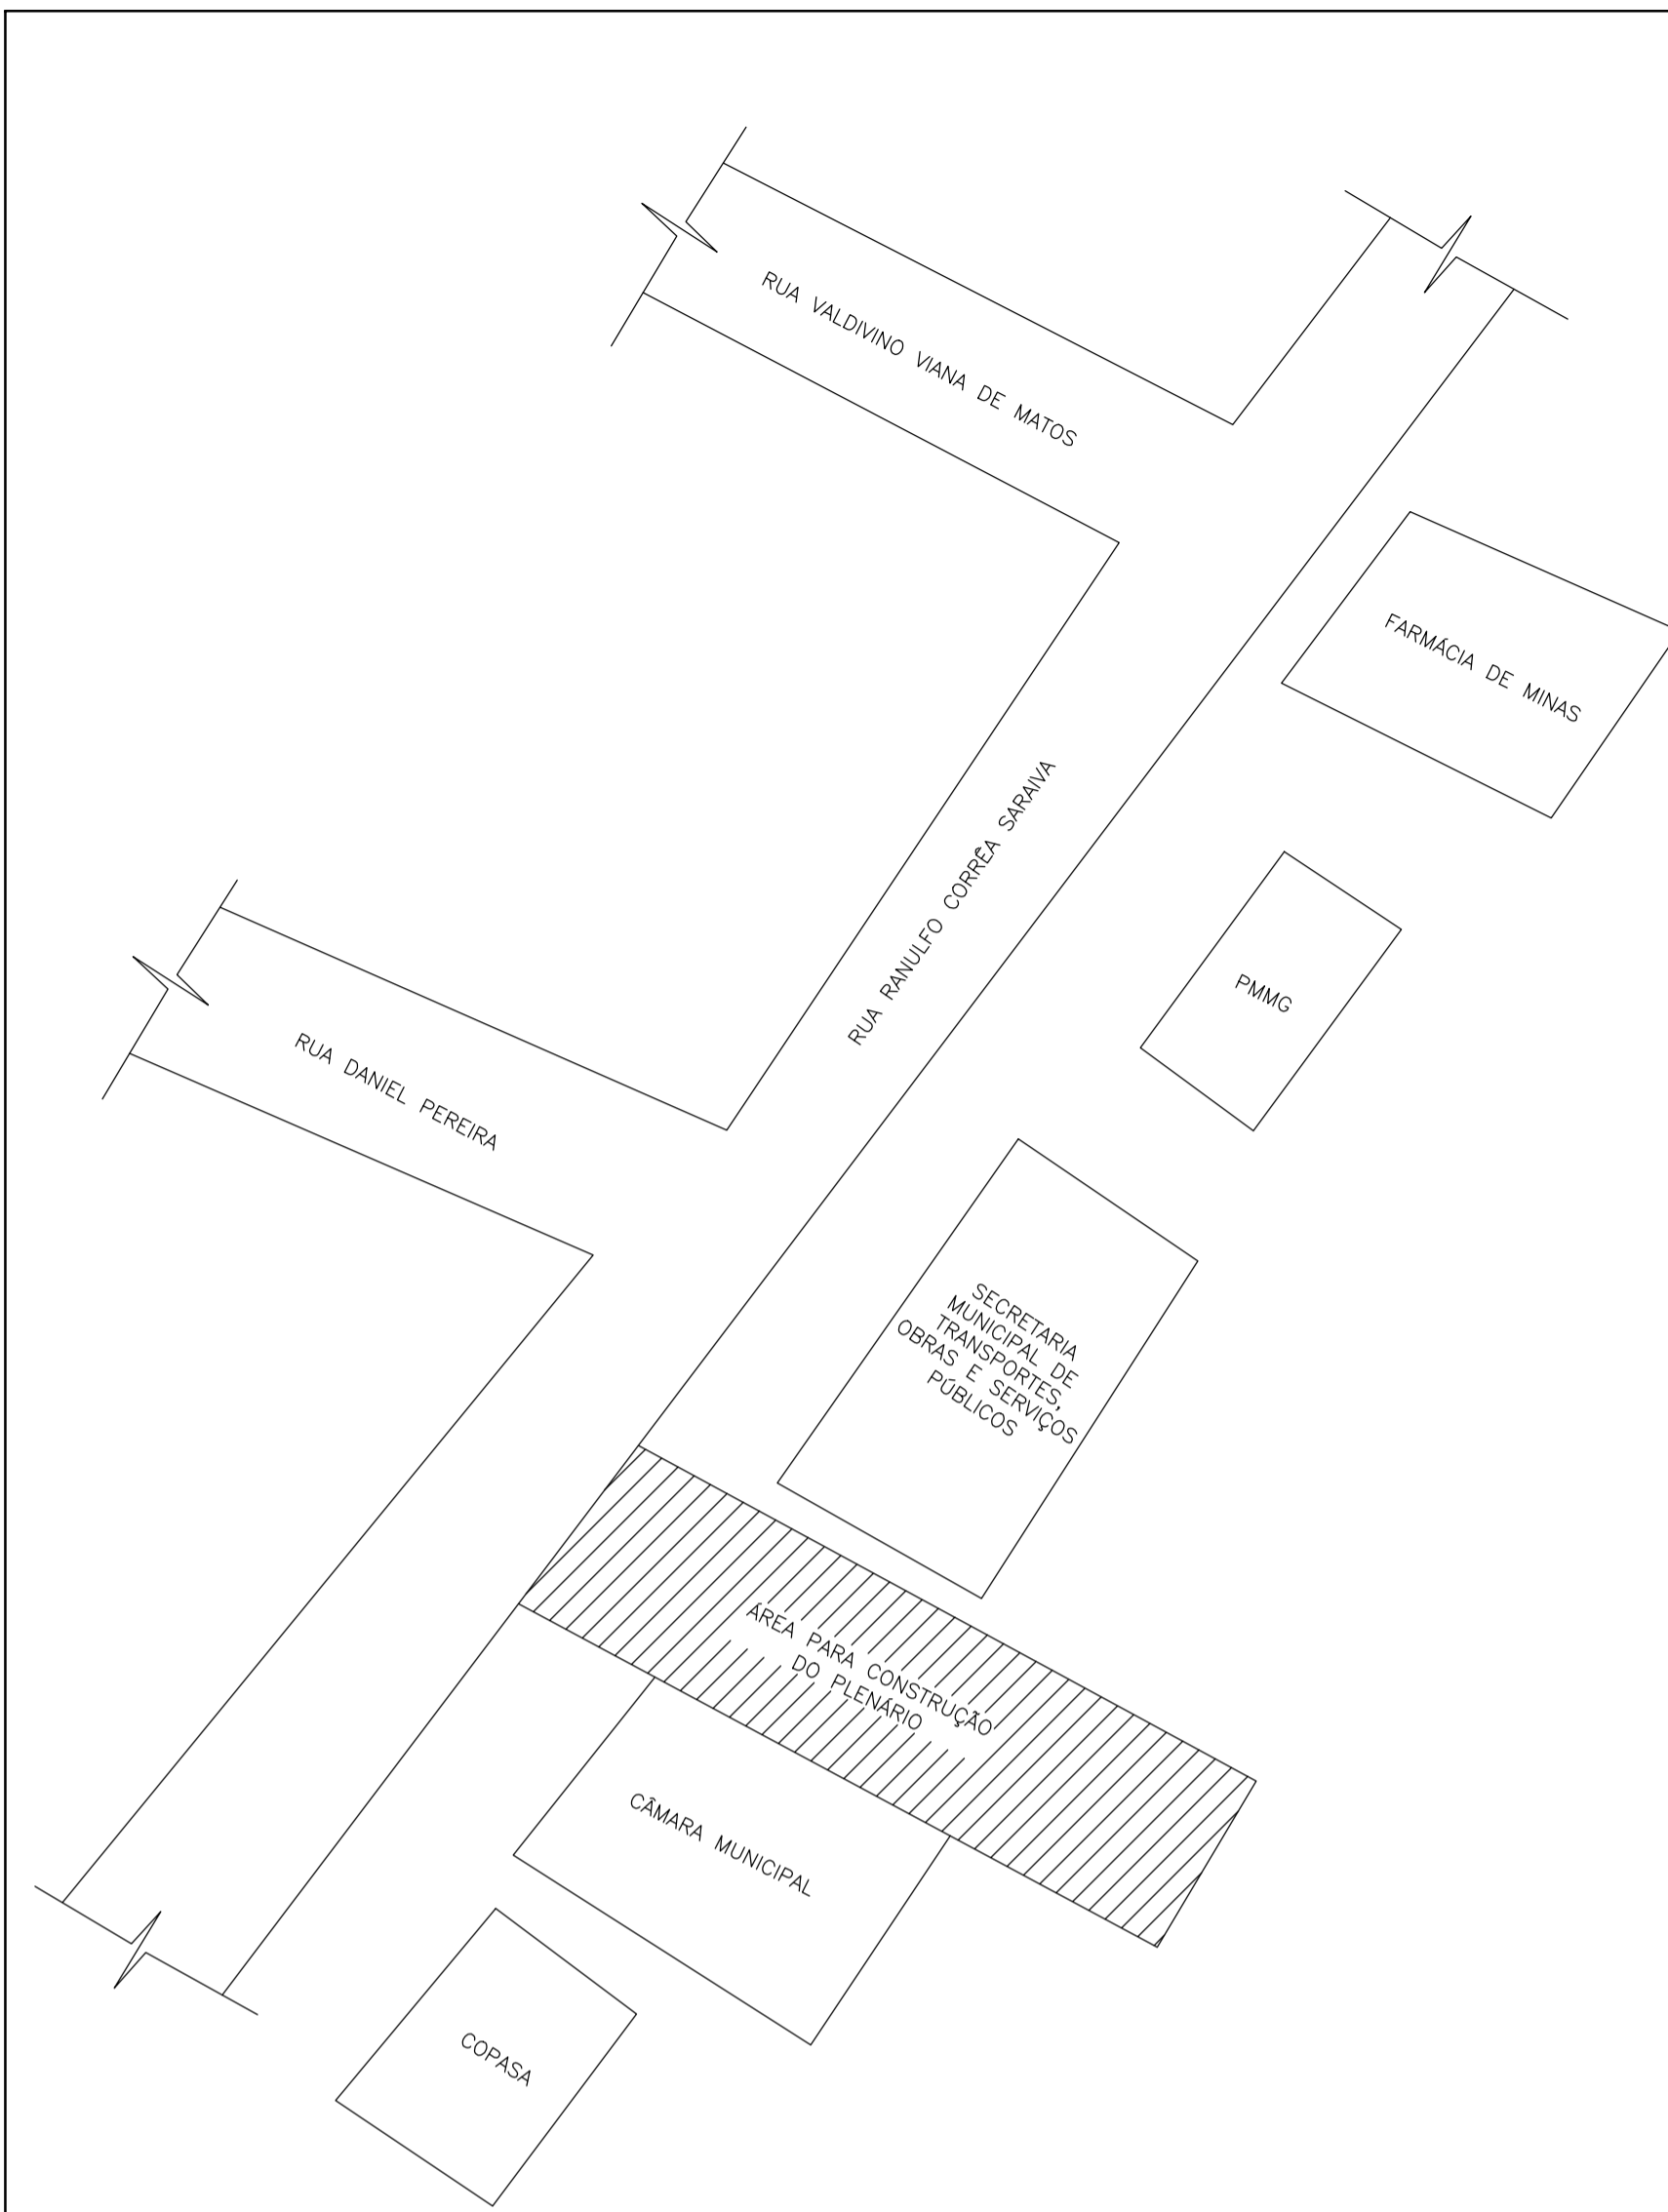 RUA VALDIVINO VIANA DE MATOS
FARMÁCIA DE MINAS
RUA RANULFO CORRÊA SARAIVA
PMMG
RUA DANIEL PEREIRA
SECRETARIA
MUNICIPAL DE
TRANSPORTES,
OBRAS E SERVIÇOS
PÚBLICOS
ÁREA PARA CONSTRUÇÃO
DO PLENÁRIO
CÂMARA MUNICIPAL
COPASA